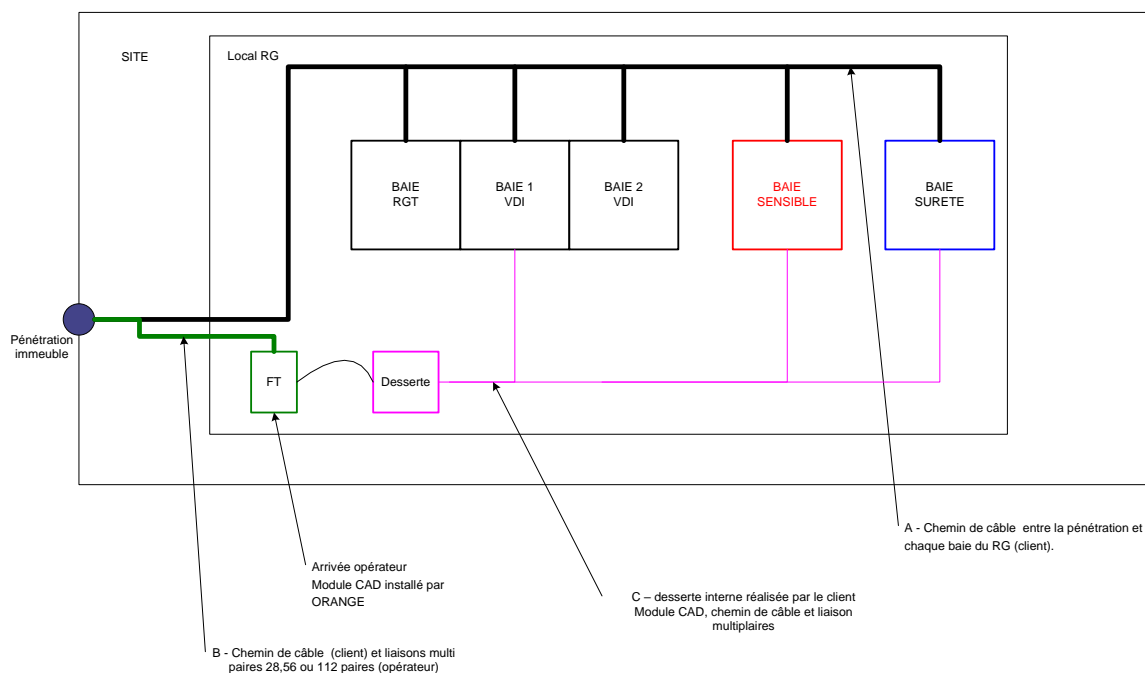 SITE
Local RG
BAIE
RGT
BAIE 1
VDI
BAIE 2
VDI
BAIE
SENSIBLE
BAIE
SURETE
Pénétration
immeuble
FT
Desserte
A - Chemin de câble entre la pénétration et
chaque baie du RG (client).
Arrivée opérateur
Module CAD installé par
ORANGE
C – desserte interne réalisée par le client
Module CAD, chemin de câble et liaison
multiplaires
B - Chemin de câble (client) et liaisons multi
paires 28,56 ou 112 paires (opérateur)